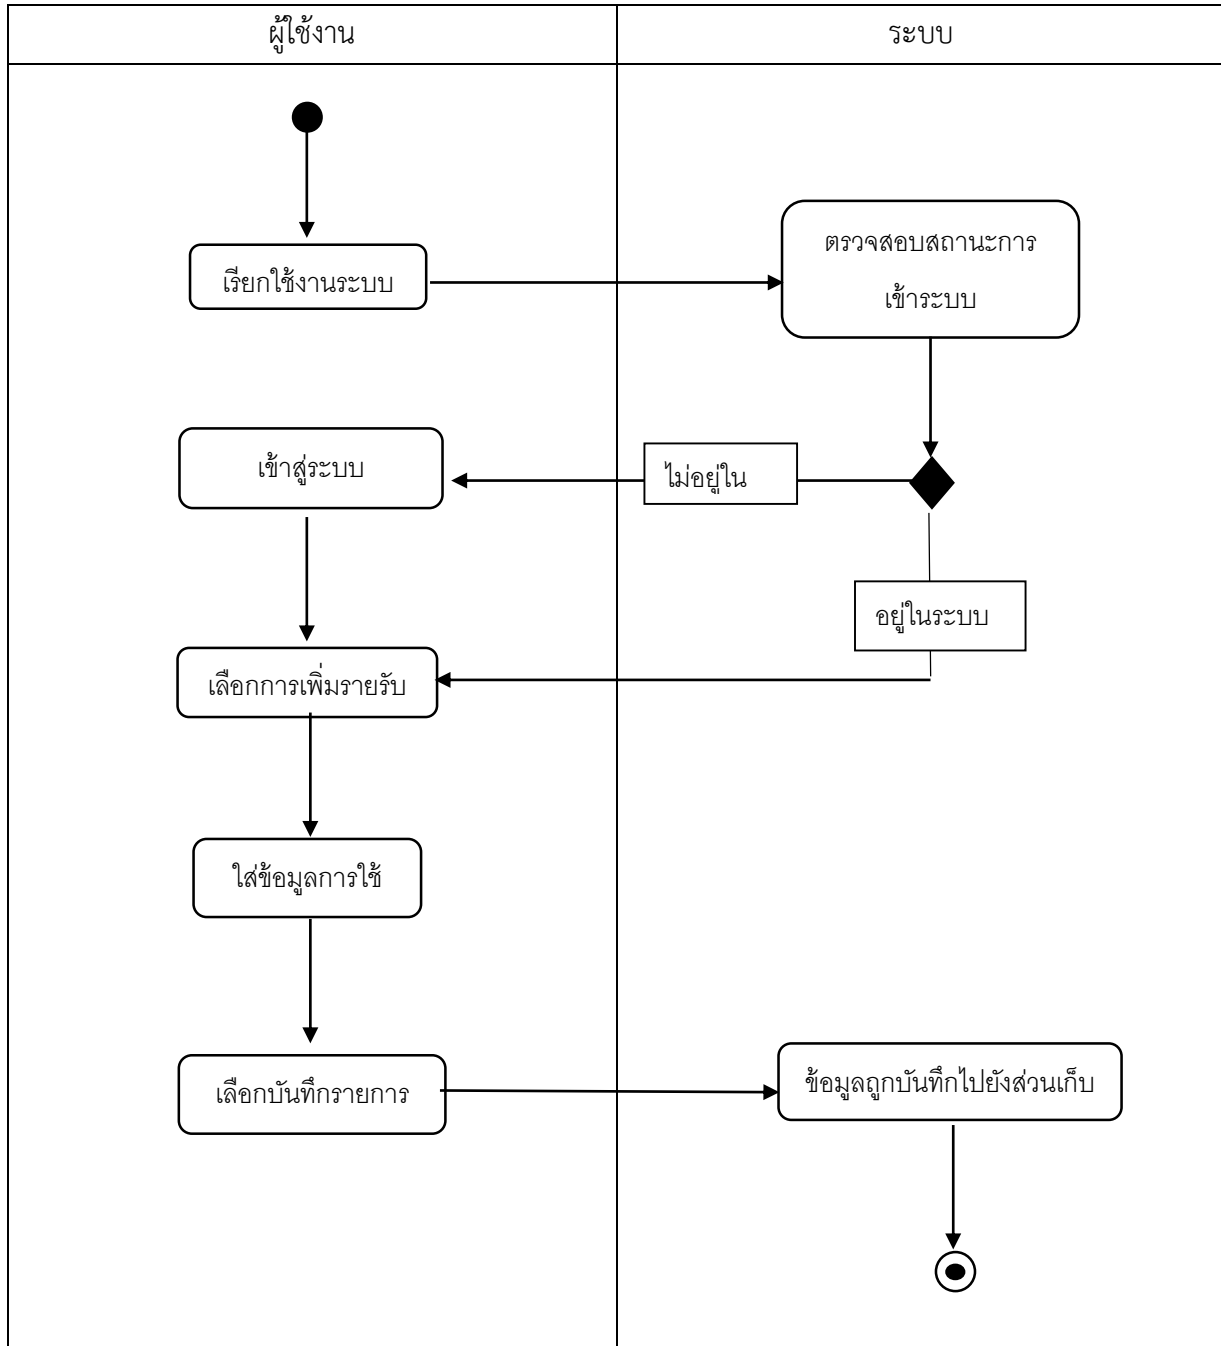 ผู้ใช้งาน
ระบบ
เรียกใช้งานระบบ
ตรวจสอบสถานะการ
เข้าระบบ
เข้าสู่ระบบ
ไม่อยู่ใน
อยู่ในระบบ
เลือกการเพิ่มรายรับ
ใส่ข้อมูลการใช้
เลือกบันทึกรายการ
ข้อมูลถูกบันทึกไปยังส่วนเก็บ